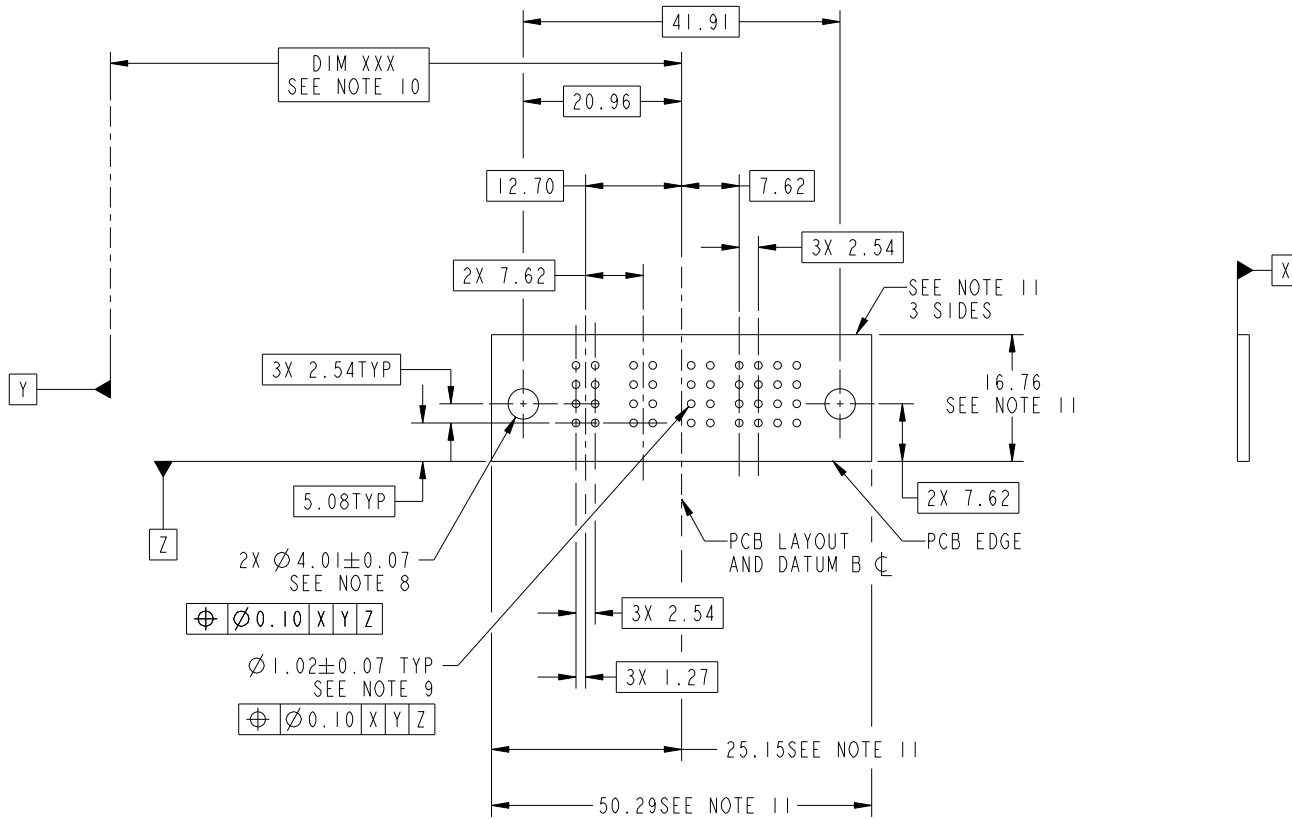 41.91
DIM XXX
SEE NOTE 10
20.96
12.70
7.62
3X 2.54
2X 7.62
X
SEE NOTE 11
3 SIDES
3X 2.54TYP
Y
16.76
SEE NOTE 11
5.08TYP
2X 7.62
Z
PCB LAYOUT
AND DATUM B ℄
PCB EDGE
2X Ø4.01±0.07
SEE NOTE 8
⌖ Ø0.10 X Y Z
3X 2.54
Ø1.02±0.07 TYP
SEE NOTE 9
3X 1.27
⌖ Ø0.10 X Y Z
25.15SEE NOTE 11
50.29SEE NOTE 11